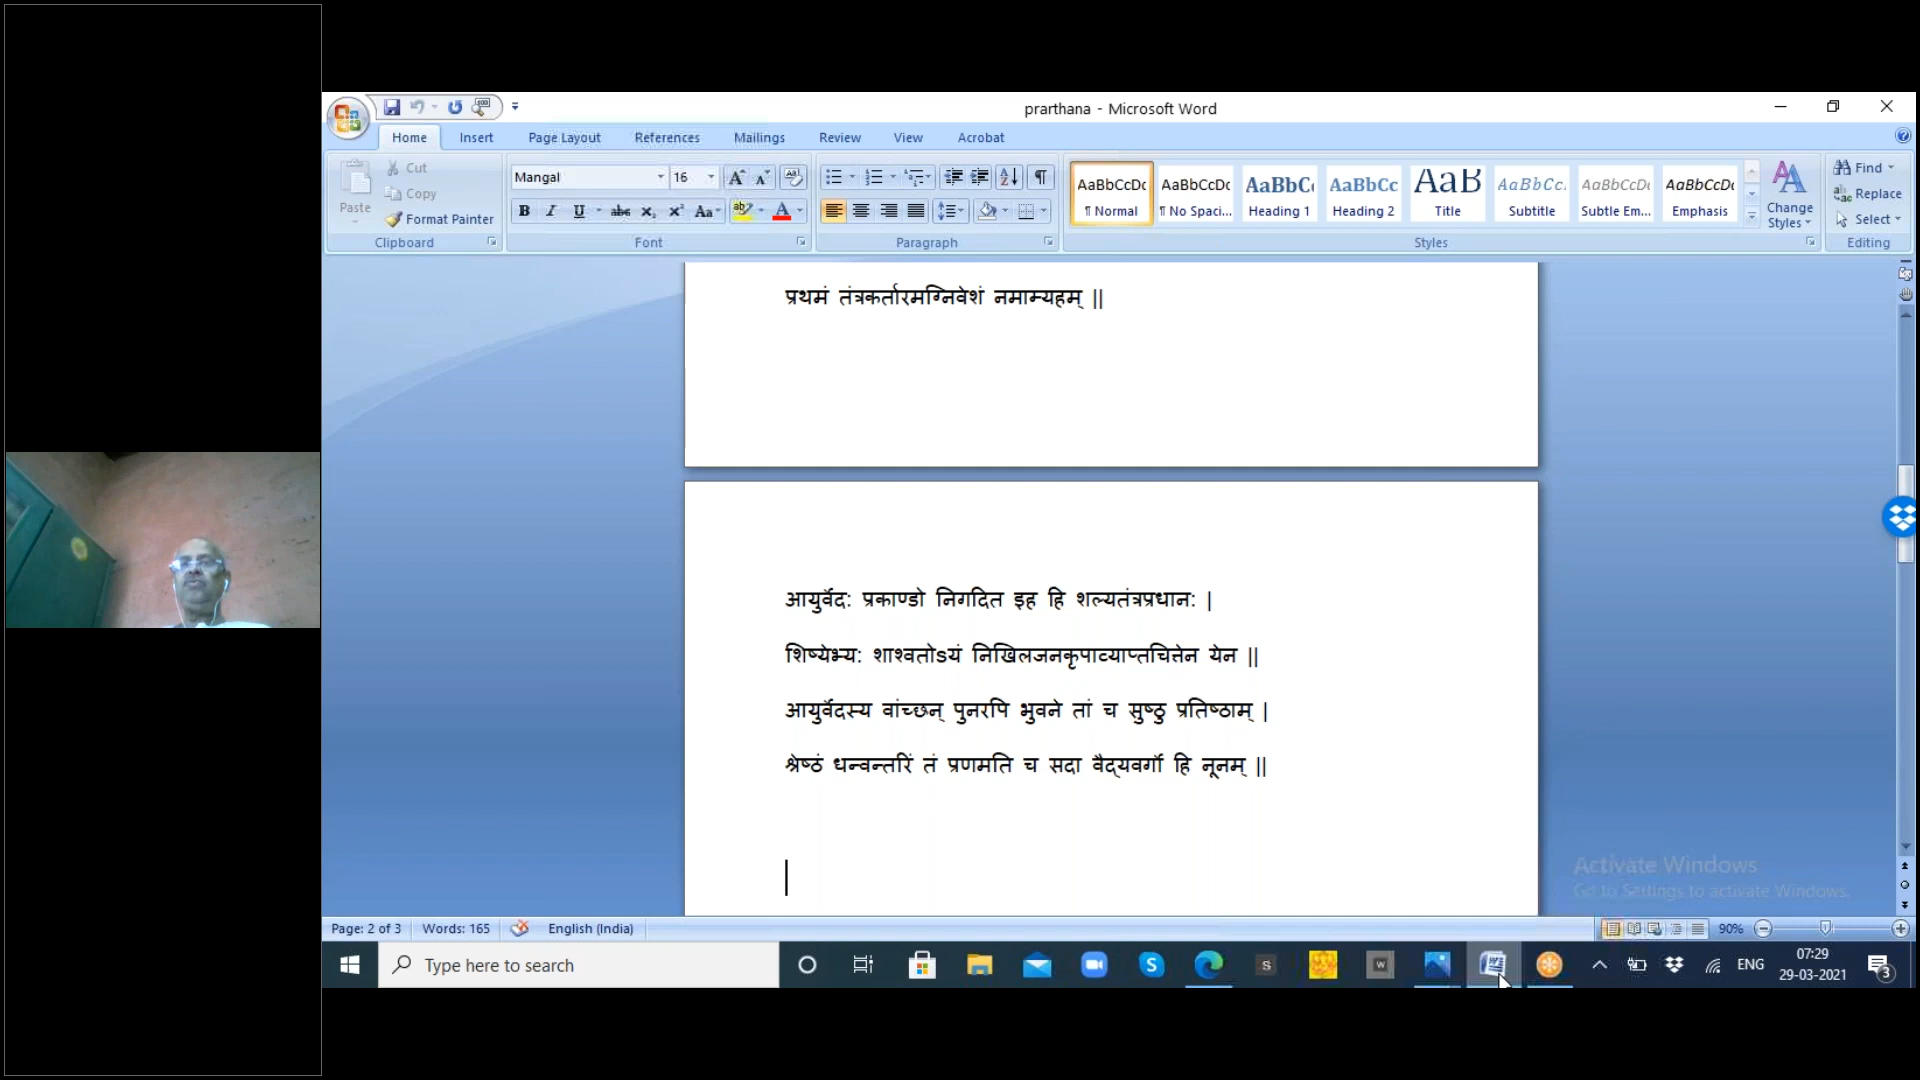 prarthana - Microsoft Word
Home Insert Page Layout References Mailings Review View Acrobat
Paste
Cut
Copy
Format Painter
Clipboard
Mangal 16
Font
Paragraph
AaBbCcDc AaBbCcDc AaBbCc AaBbCc AaB AaBbCc. AaBbCcDc AaBbCcDc
¶ Normal ¶ No Spaci... Heading 1 Heading 2 Title Subtitle Subtle Em... Emphasis
Change Styles
Styles
Find
Replace
Select
Editing
प्रथमं तंत्रकर्तारमग्निवेशं नमाम्यहम् ||
आयुर्वेद: प्रकाण्डो निगदित इह हि शल्यतंत्रप्रधान: |
शिष्येभ्य: शाश्वतोऽयं निखिलजनकृपाव्याप्तचित्तेन येन ||
आयुर्वेदस्य वांच्छन् पुनरपि भुवने तां च सुष्ठु प्रतिष्ठाम् |
श्रेष्ठं धन्वन्तरिं तं प्रणमति च सदा वैद्यवर्गो हि नूनम् ||
Activate Windows
Go to Settings to activate Windows.
Page: 2 of 3 Words: 165 English (India) 90%
Type here to search
ENG
07:29
29-03-2021
3